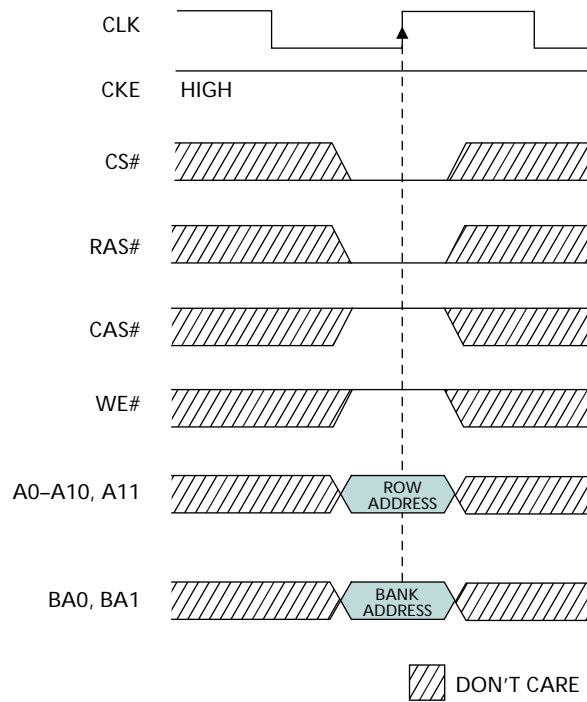 CLK
CKE HIGH
CS#
RAS#
CAS#
WE#
A0–A10, A11
ROW
ADDRESS
BA0, BA1
BANK
ADDRESS
DON'T CARE